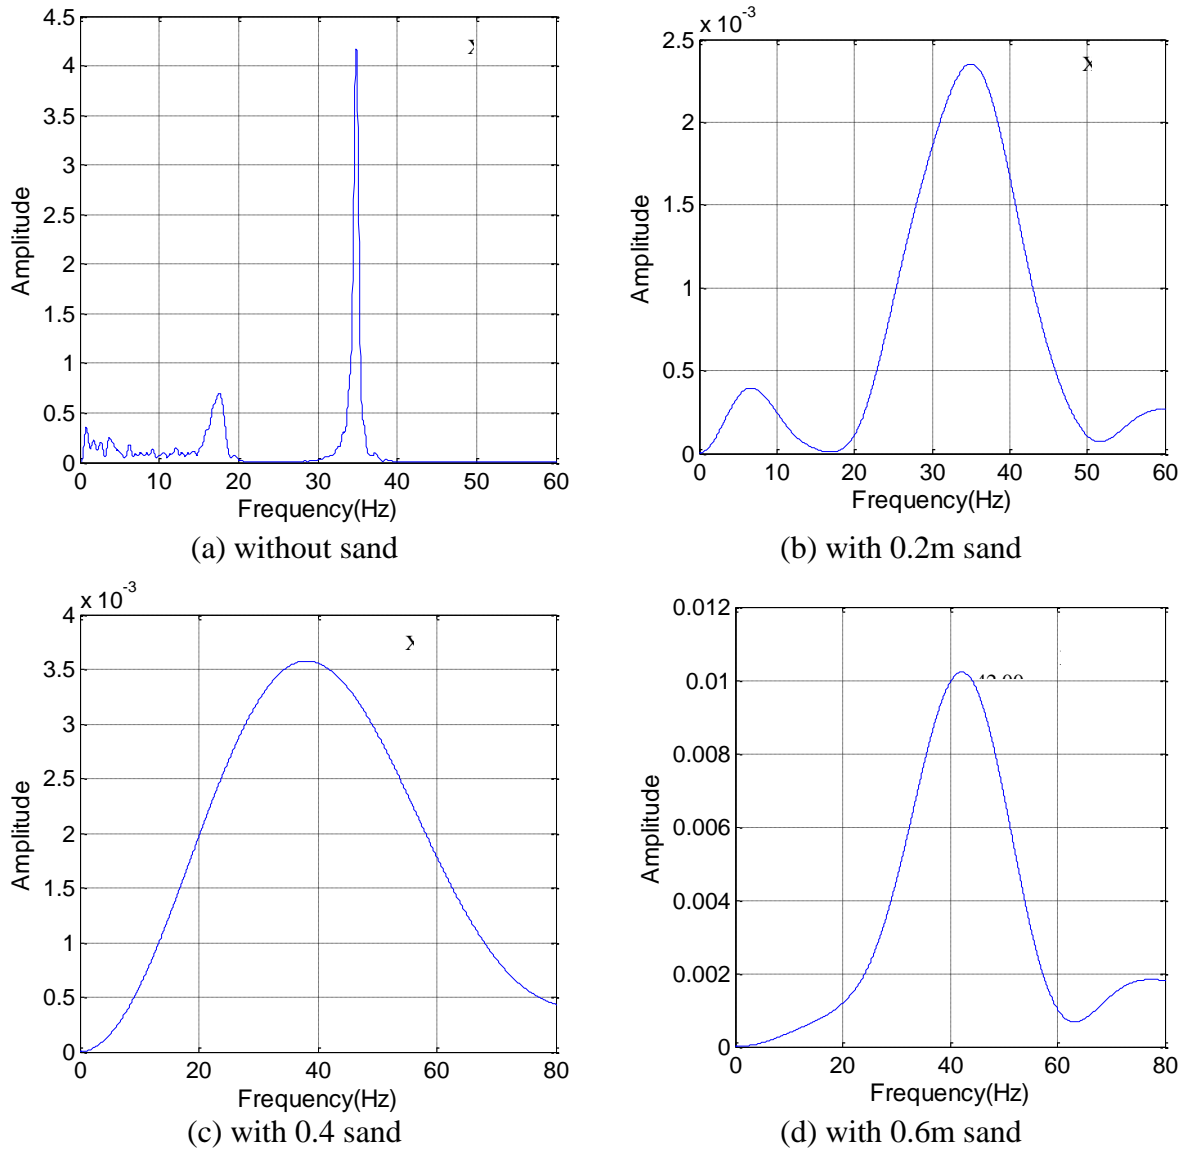 4.5
4
3.5
3
2.5
2
1.5
1
0.5
0
0 10 20 30 40 50 60
Amplitude
Frequency(Hz)
X
(a) without sand
x 10-3
2.5
2
1.5
1
0.5
0
0 10 20 30 40 50 60
Amplitude
Frequency(Hz)
X
(b) with 0.2m sand
x 10-3
4
3.5
3
2.5
2
1.5
1
0.5
0
0 20 40 60 80
Amplitude
Frequency(Hz)
X
(c) with 0.4 sand
0.012
0.01
0.008
0.006
0.004
0.002
0
0 20 40 60 80
Amplitude
Frequency(Hz)
(d) with 0.6m sand